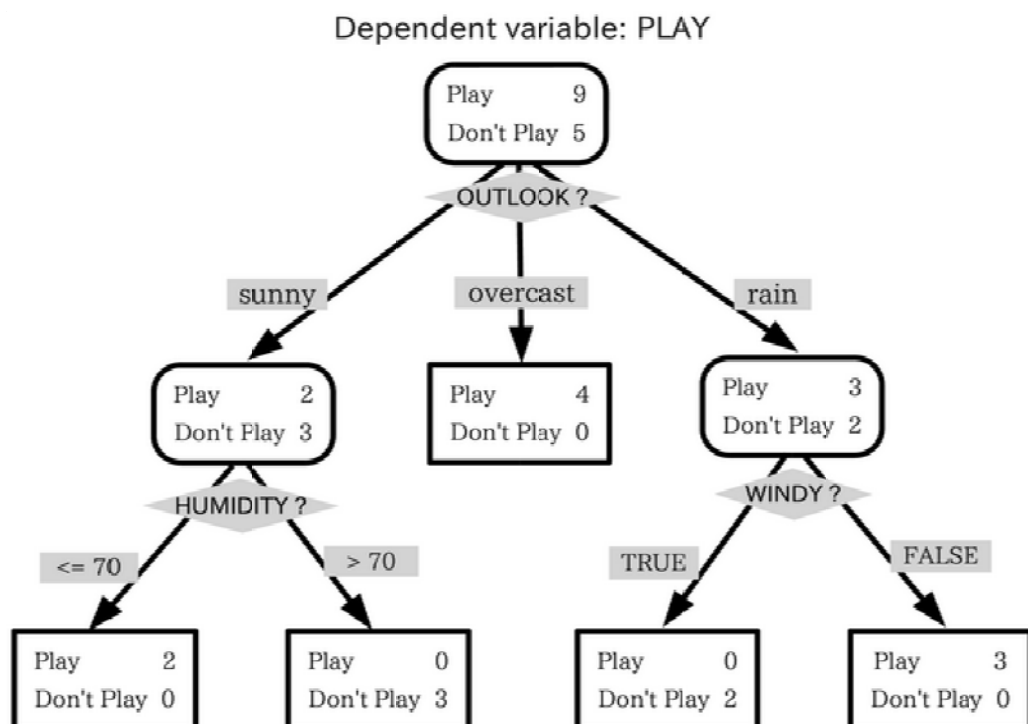 Dependent variable: PLAY
Play 9
Don't Play 5
OUTLOOK ?
sunny
overcast
rain
Play 2
Don't Play 3
Play 4
Don't Play 0
Play 3
Don't Play 2
HUMIDITY ?
WINDY ?
<= 70
> 70
TRUE
FALSE
Play 2
Don't Play 0
Play 0
Don't Play 3
Play 0
Don't Play 2
Play 3
Don't Play 0